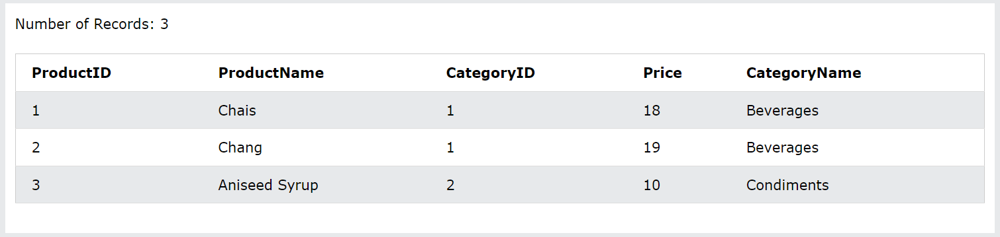 Number of Records: 3
ProductID ProductName CategoryID Price CategoryName
1 Chais 1 18 Beverages
2 Chang 1 19 Beverages
3 Aniseed Syrup 2 10 Condiments